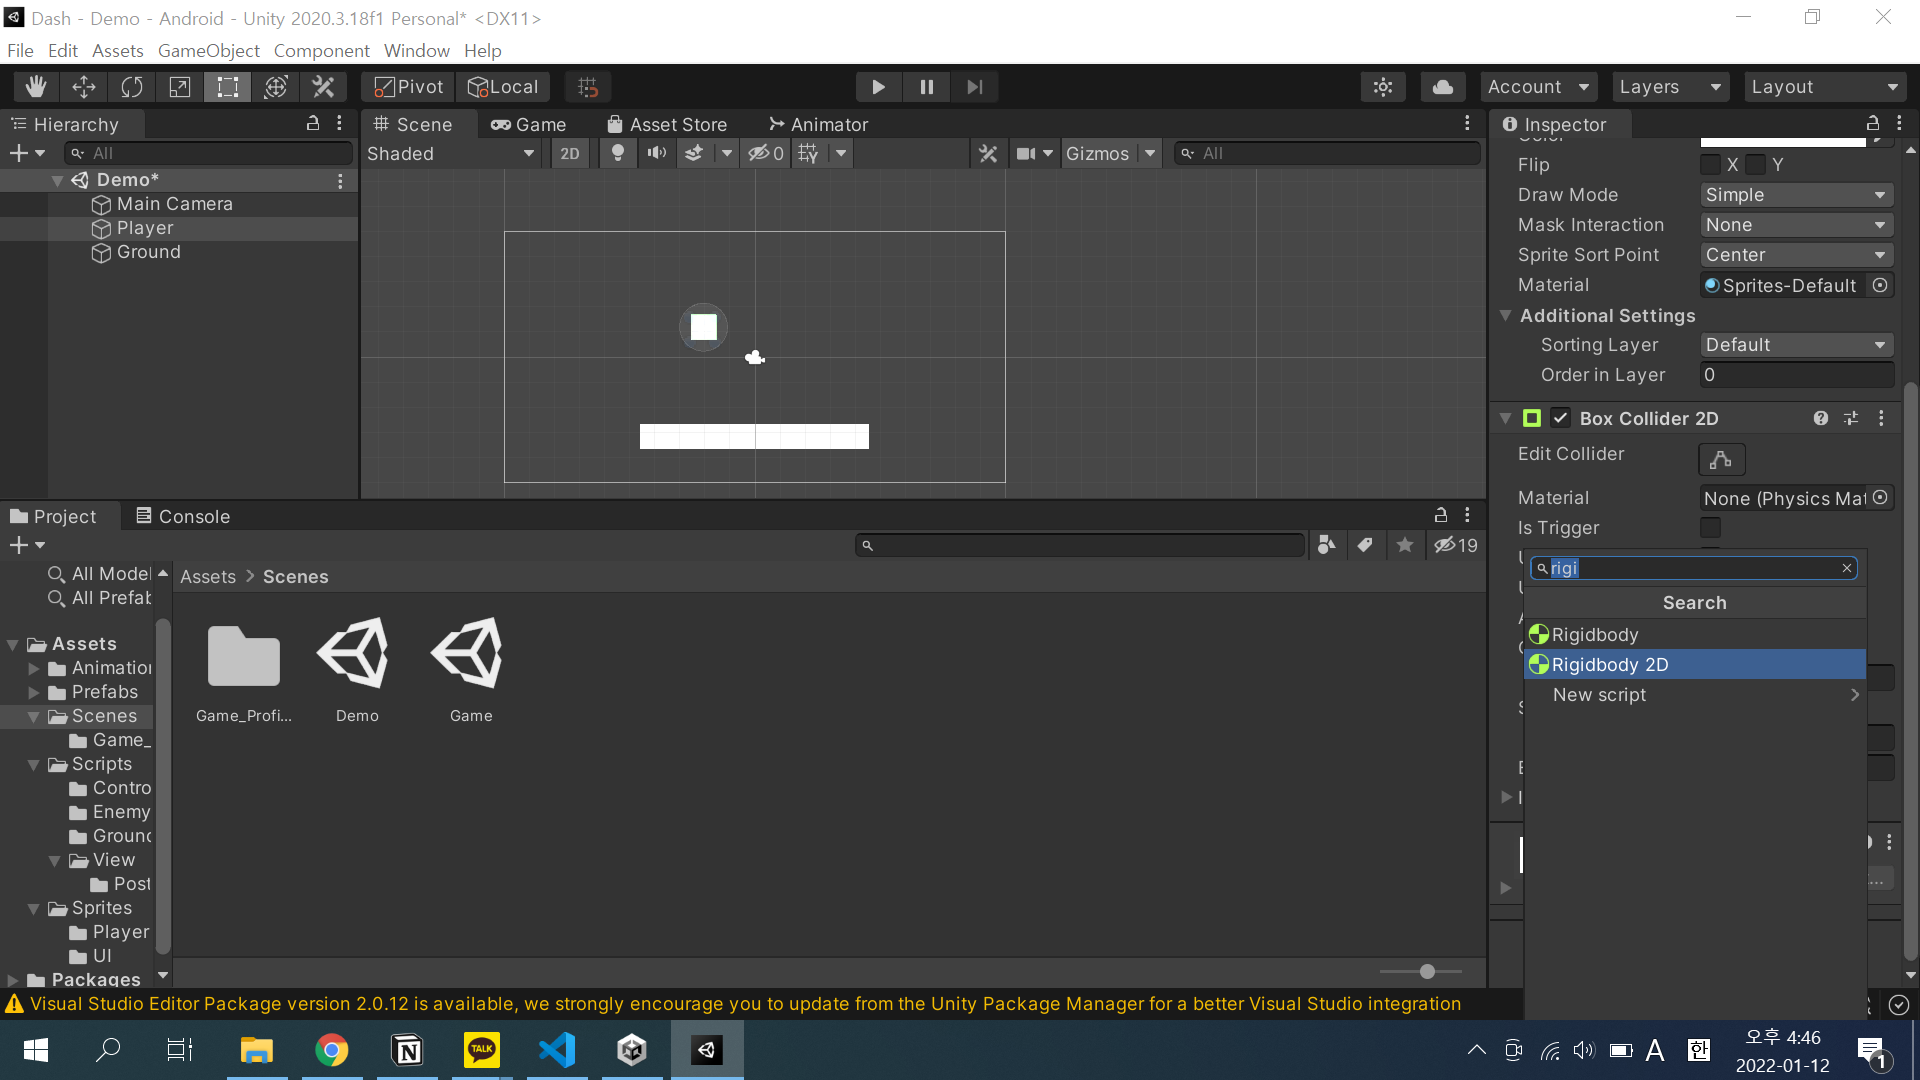 Dash - Demo - Android - Unity 2020.3.18f1 Personal* <DX11>
File Edit Assets GameObject Component Window Help
Pivot Local Account Layers Layout
Hierarchy
All
Demo*
Main Camera
Player
Ground
Scene Game Asset Store Animator
Shaded 2D 0 Gizmos All
Inspector
Flip X Y
Draw Mode Simple
Mask Interaction None
Sprite Sort Point Center
Material Sprites-Default
Additional Settings
Sorting Layer Default
Order in Layer 0
Box Collider 2D
Edit Collider
Material None (Physics Mat
Is Trigger
rigi
Search
Rigidbody
Rigidbody 2D
New script
Project Console
19
All Model
All Prefab
Assets
Animation
Prefabs
Scenes
Game_
Scripts
Contro
Enemy
Ground
View
Post
Sprites
Player
UI
Packages
Assets > Scenes
Game_Profi... Demo Game
Visual Studio Editor Package version 2.0.12 is available, we strongly encourage you to update from the Unity Package Manager for a better Visual Studio integration
TALK
A 한
오후 4:46
2022-01-12
1